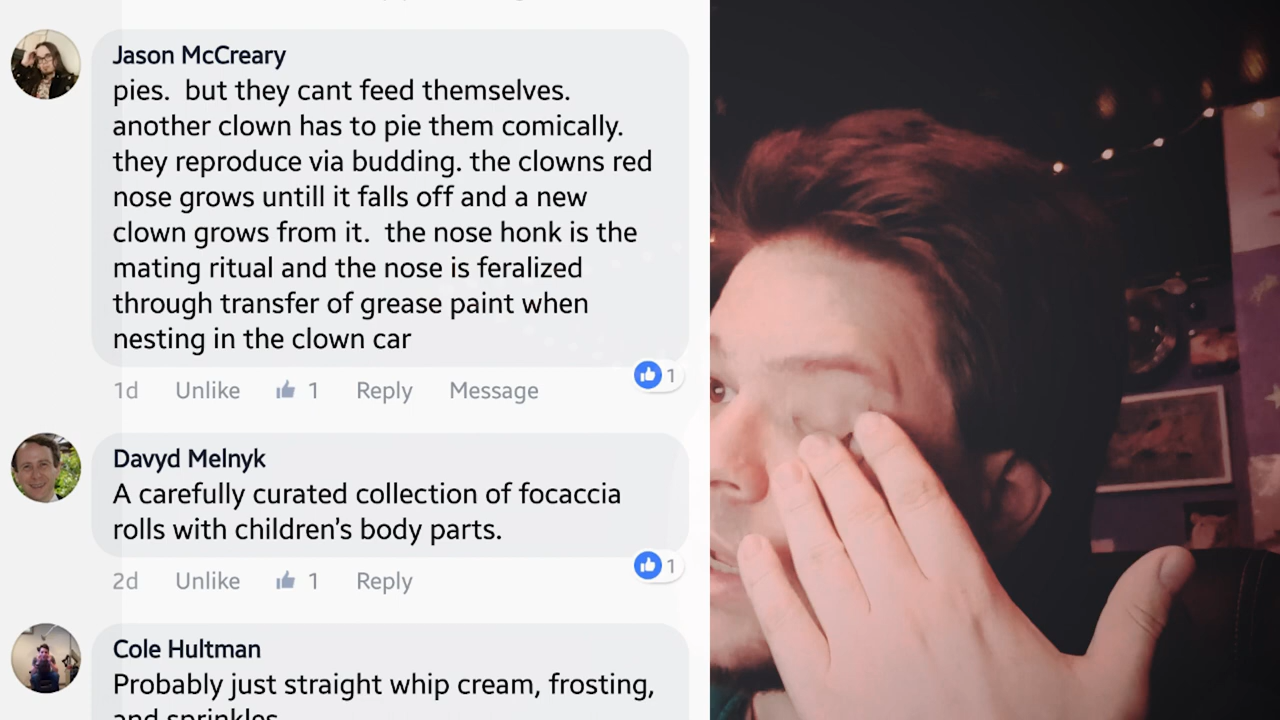 Jason McCreary
pies.  but they cant feed themselves.
another clown has to pie them comically.
they reproduce via budding. the clowns red
nose grows untill it falls off and a new
clown grows from it.  the nose honk is the
mating ritual and the nose is feralized
through transfer of grease paint when
nesting in the clown car
1d Unlike 1 Reply Message 1
Davyd Melnyk
A carefully curated collection of focaccia
rolls with children's body parts.
2d Unlike 1 Reply 1
Cole Hultman
Probably just straight whip cream, frosting,
and sprinkles